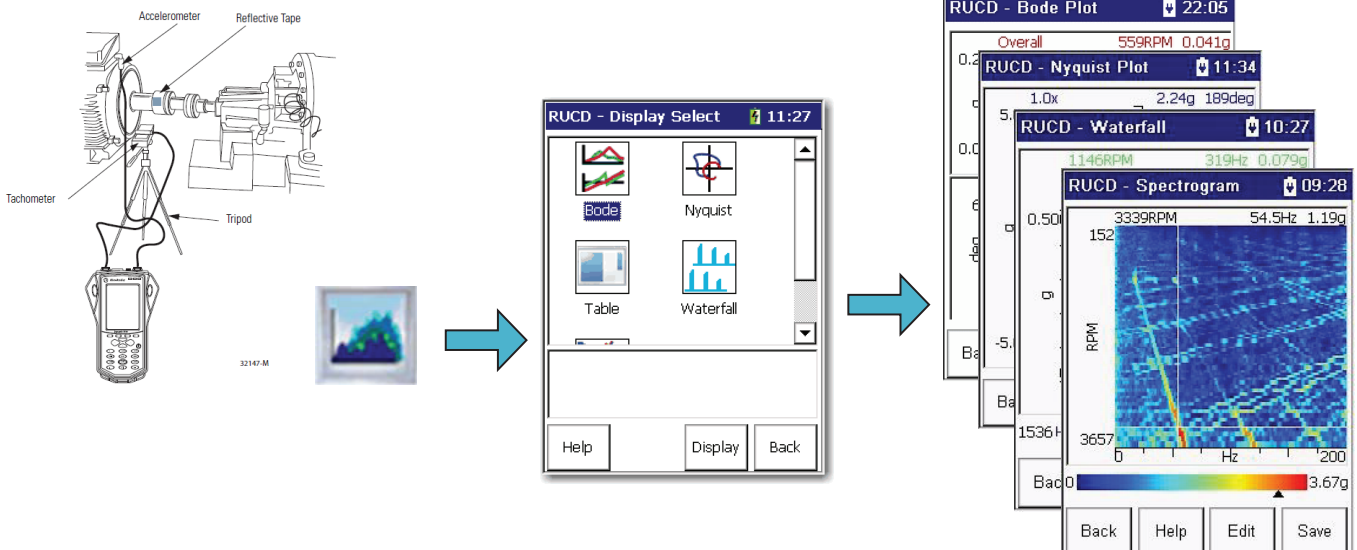 Accelerometer
Reflective Tape
Tachometer
Tripod
32147-M
RUCD - Display Select 11:27
Bode
Nyquist
Table
Waterfall
Help
Display
Back
RUCD - Bode Plot 22:05
Overall 559RPM 0.041g
RUCD - Nyquist Plot 11:34
1.0x 2.24g 189deg
RUCD - Waterfall 10:27
1146RPM 319Hz 0.079g
g
RUCD - Spectrogram 09:28
3339RPM 54.5Hz 1.19g
152
RPM
3657
0 Hz 200
0 3.67g
Back
Help
Edit
Save